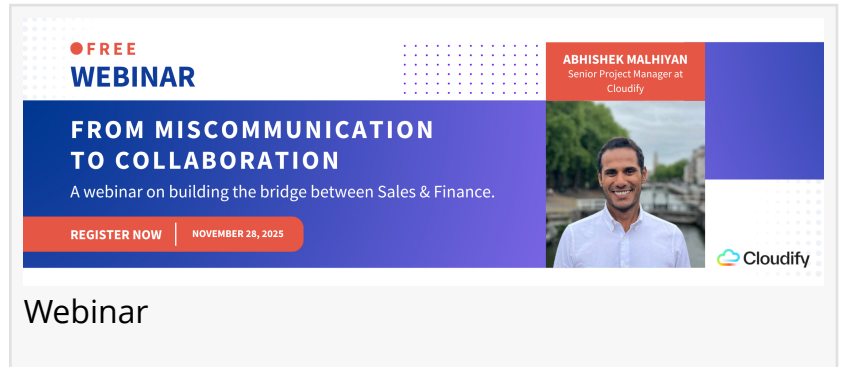 FREE
WEBINAR
FROM MISCOMMUNICATION
TO COLLABORATION
A webinar on building the bridge between Sales & Finance.
REGISTER NOW
NOVEMBER 28, 2025
ABHISHEK MALHIYAN
Senior Project Manager at
Cloudify
Cloudify
Webinar